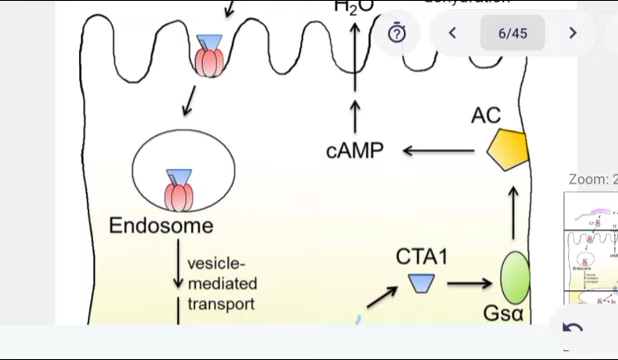 H₂O
6/45
AC
cAMP
Zoom: 2
Endosome
CTA1
vesicle-
mediated
transport
Gsα